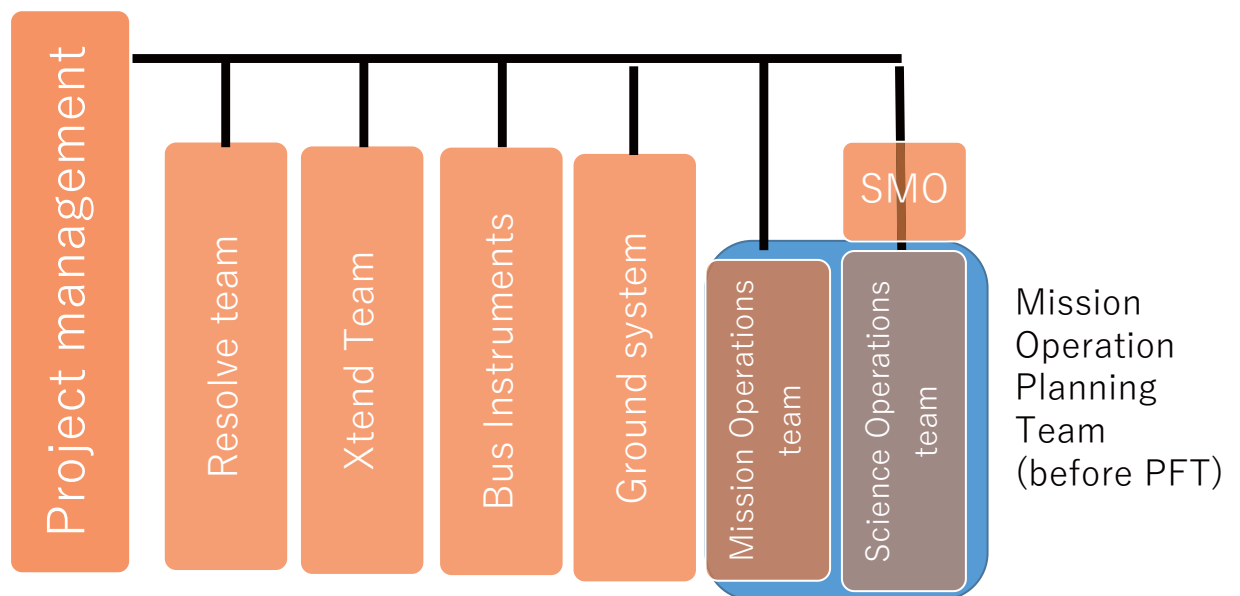 Project management
Resolve team
Xtend Team
Bus Instruments
Ground system
Mission Operations
team
SMO
Science Operations
team
Mission
Operation
Planning
Team
(before PFT)